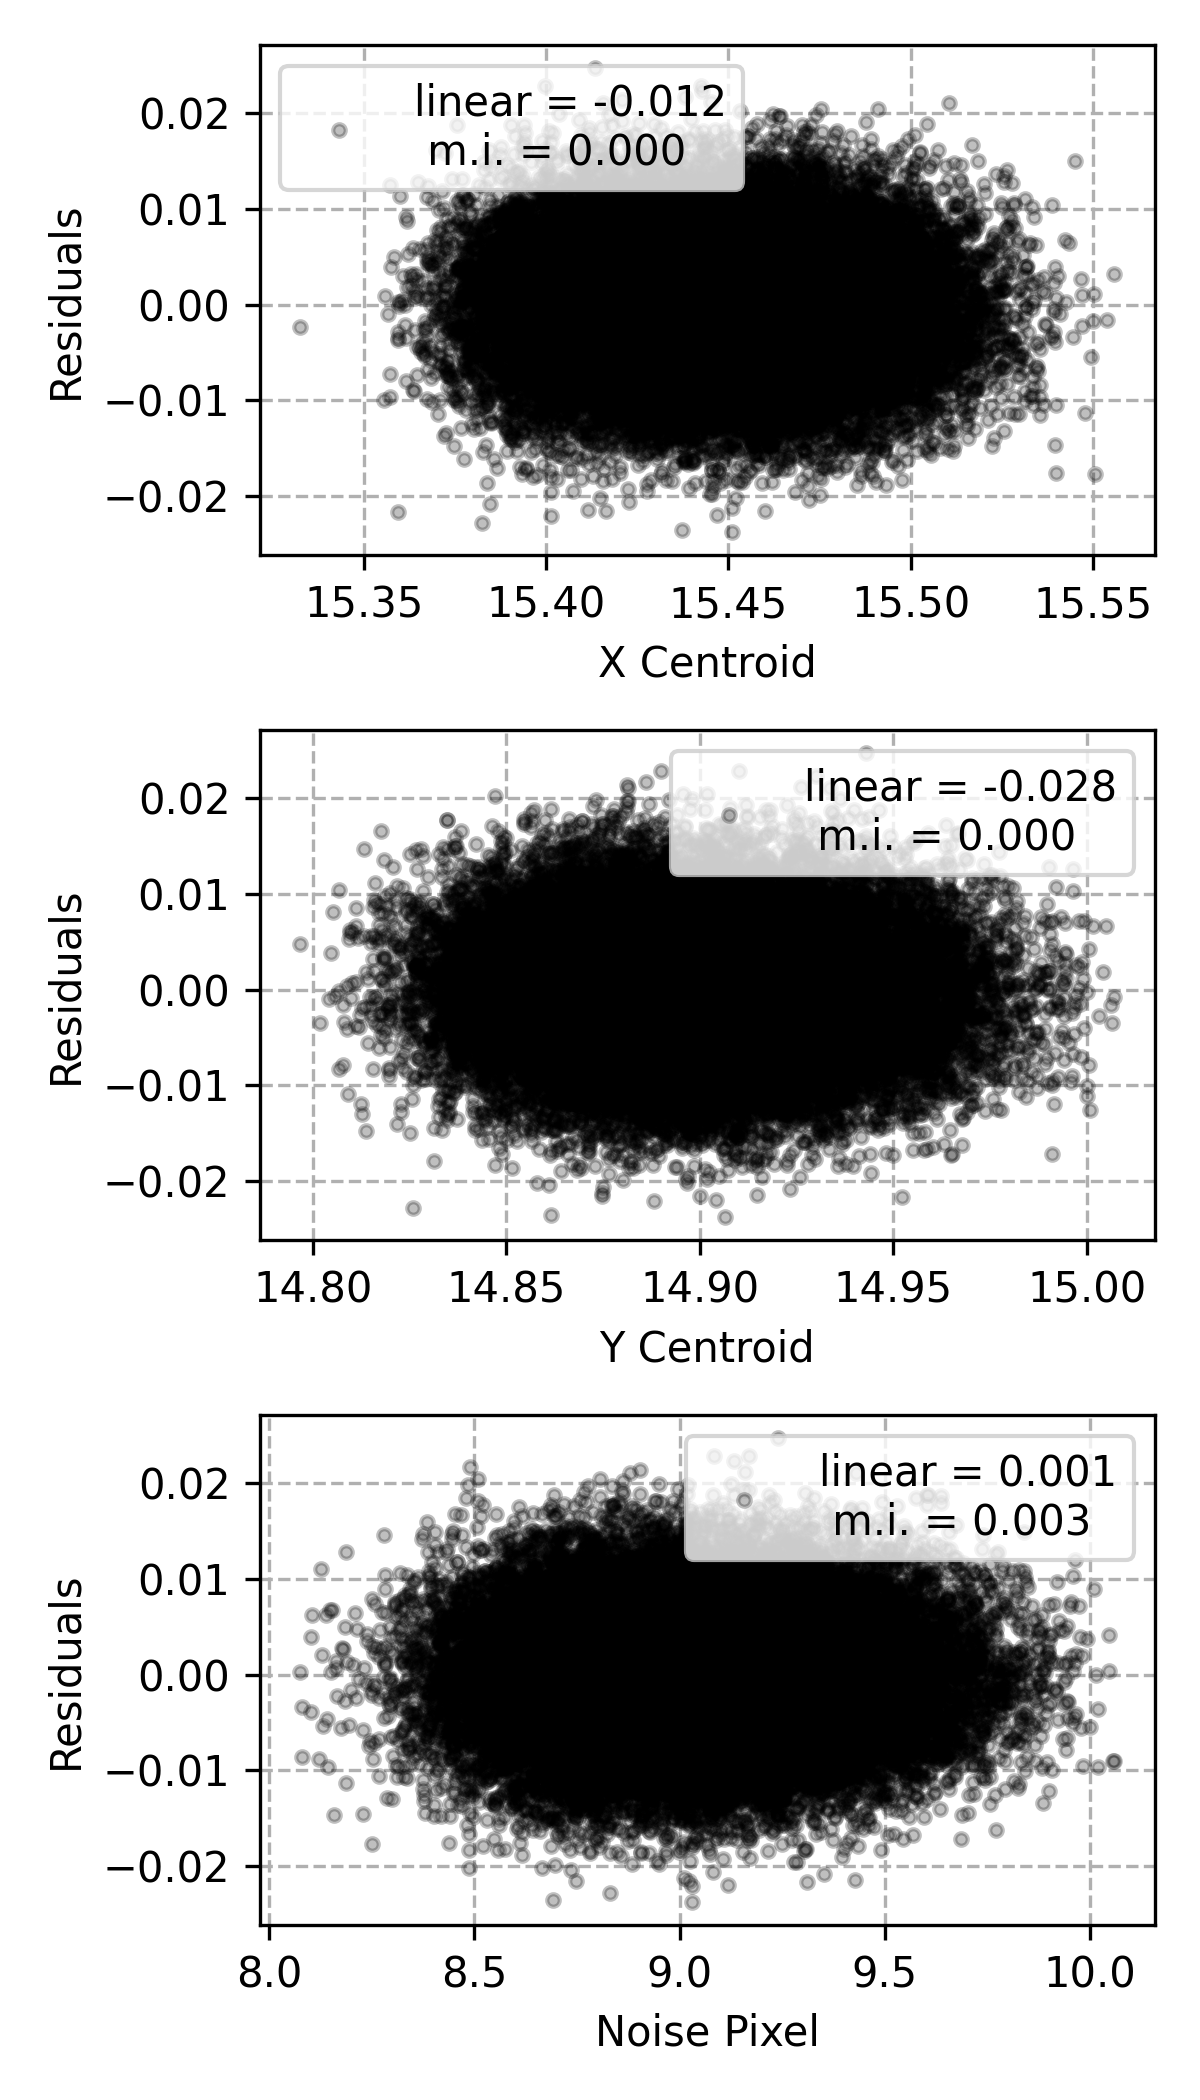 linear = -0.012
m.i. = 0.000
0.02
0.01
0.00
−0.01
−0.02
Residuals
15.35 15.40 15.45 15.50 15.55
X Centroid
linear = -0.028
m.i. = 0.000
0.02
0.01
0.00
−0.01
−0.02
Residuals
14.80 14.85 14.90 14.95 15.00
Y Centroid
linear = 0.001
m.i. = 0.003
0.02
0.01
0.00
−0.01
−0.02
Residuals
8.0 8.5 9.0 9.5 10.0
Noise Pixel